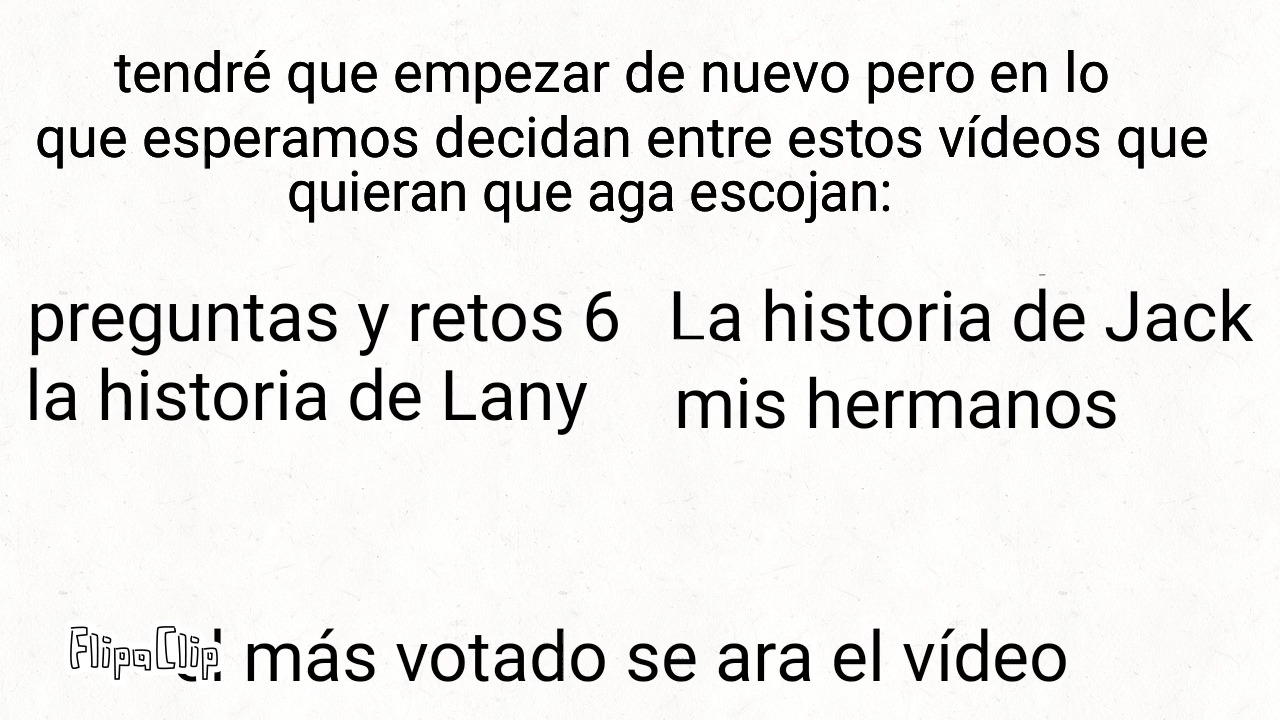 tendré que empezar de nuevo pero en lo
que esperamos decidan entre estos vídeos que
quieran que aga escojan:
preguntas y retos 6
La historia de Jack
la historia de Lany
mis hermanos
FlipaClip
más votado se ara el vídeo